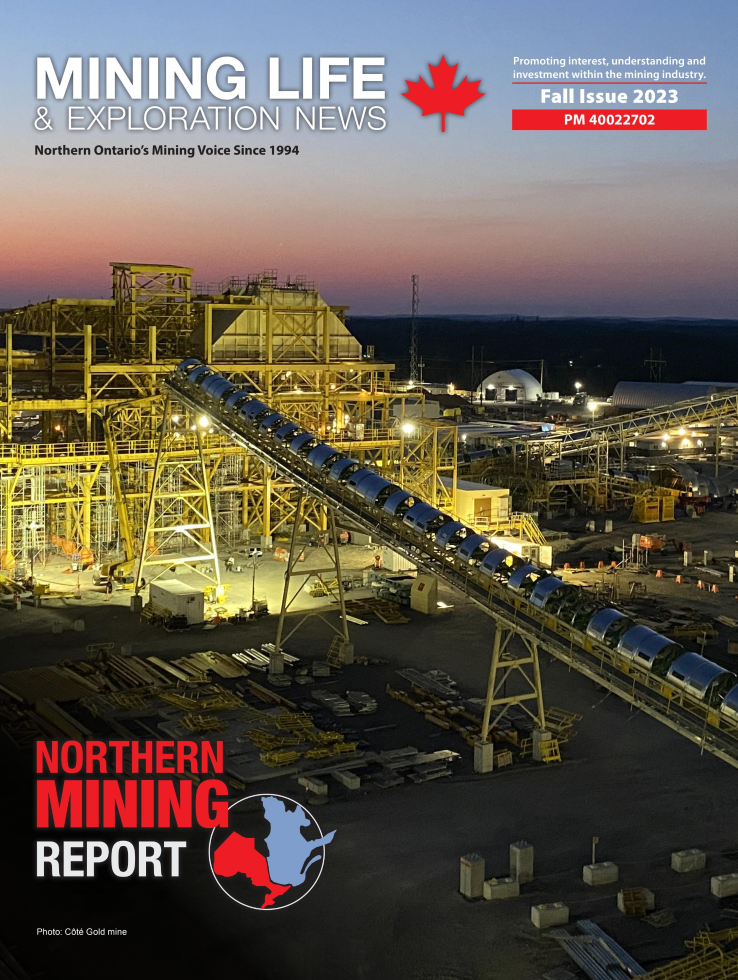 MINING LIFE
& EXPLORATION NEWS
Northern Ontario's Mining Voice Since 1994
Promoting interest, understanding and
investment within the mining industry.
Fall Issue 2023
PM 40022702
NORTHERN
MINING
REPORT
Photo: Côté Gold mine